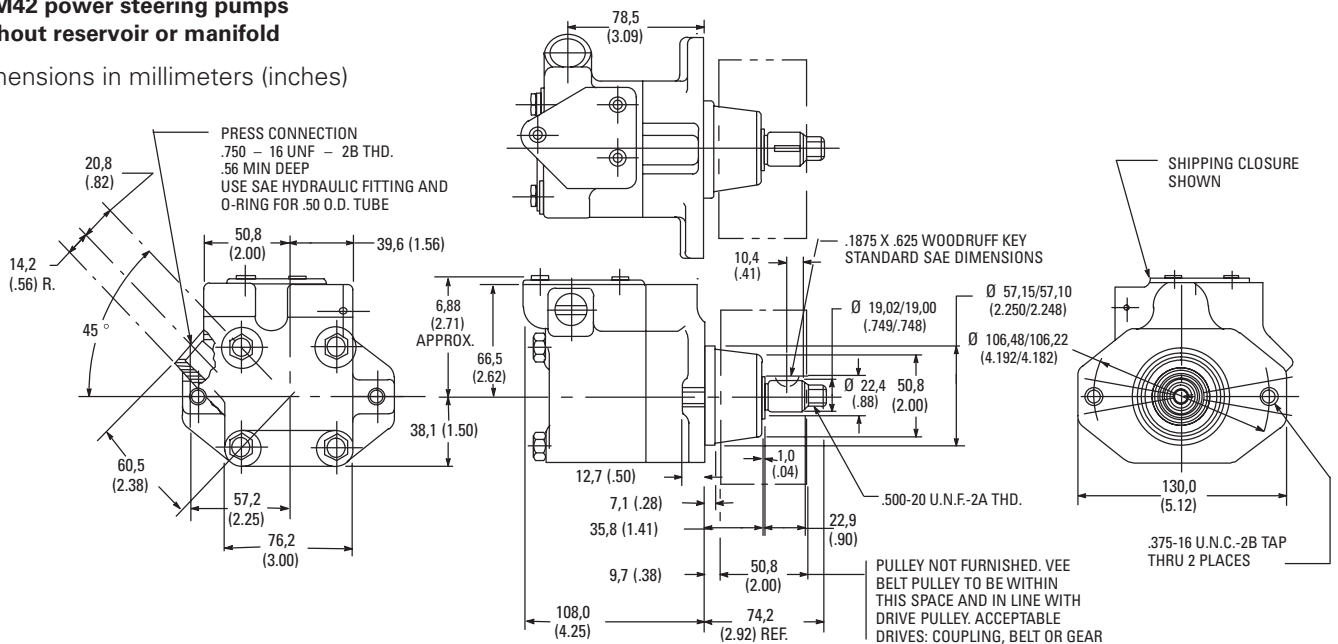 M42 power steering pumps
hout reservoir or manifold
nensions in millimeters (inches)
PRESS CONNECTION
.750 – 16 UNF – 2B THD.
.56 MIN DEEP
USE SAE HYDRAULIC FITTING AND
O-RING FOR .50 O.D. TUBE
20,8
(.82)
14,2
(.56) R.
45 °
50,8
(2.00)
39,6 (1.56)
60,5
(2.38)
57,2
(2.25)
76,2
(3.00)
38,1 (1.50)
78,5
(3.09)
6,88
(2.71)
APPROX.
66,5
(2.62)
.1875 X .625 WOODRUFF KEY
STANDARD SAE DIMENSIONS
10,4
(.41)
Ø 19,02/19,00
(.749/.748)
Ø 57,15/57,10
(2.250/2.248)
Ø 106,48/106,22
(4.192/4.182)
Ø 22,4
(.88)
50,8
(2.00)
1,0
(.04)
12,7 (.50)
7,1 (.28)
35,8 (1.41)
22,9
(.90)
.500-20 U.N.F.-2A THD.
9,7 (.38)
50,8
(2.00)
108,0
(4.25)
74,2
(2.92) REF.
PULLEY NOT FURNISHED. VEE
BELT PULLEY TO BE WITHIN
THIS SPACE AND IN LINE WITH
DRIVE PULLEY. ACCEPTABLE
DRIVES: COUPLING, BELT OR GEAR
SHIPPING CLOSURE
SHOWN
130,0
(5.12)
.375-16 U.N.C.-2B TAP
THRU 2 PLACES